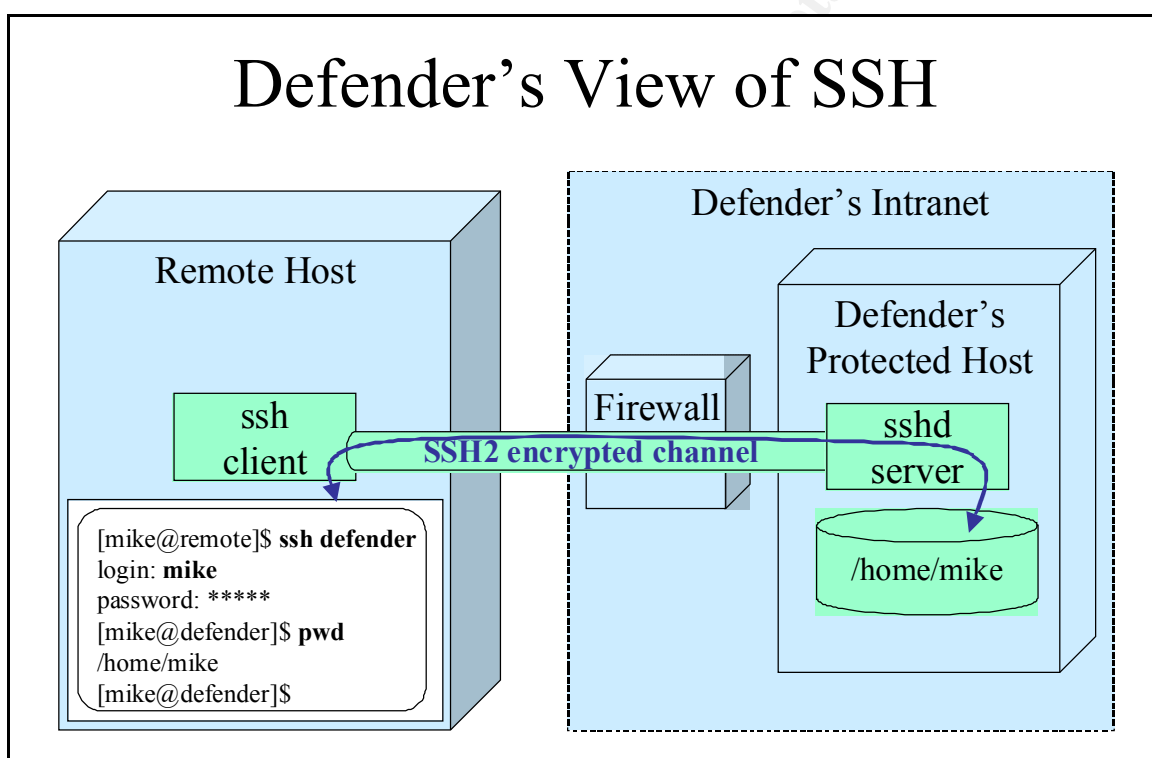 Defender's View of SSH
Remote Host
ssh
client
[mike@remote]$ ssh defender
login: mike
password: *****
[mike@defender]$ pwd
/home/mike
[mike@defender]$
SSH2 encrypted channel
Defender's Intranet
Firewall
Defender's
Protected Host
sshd
server
/home/mike